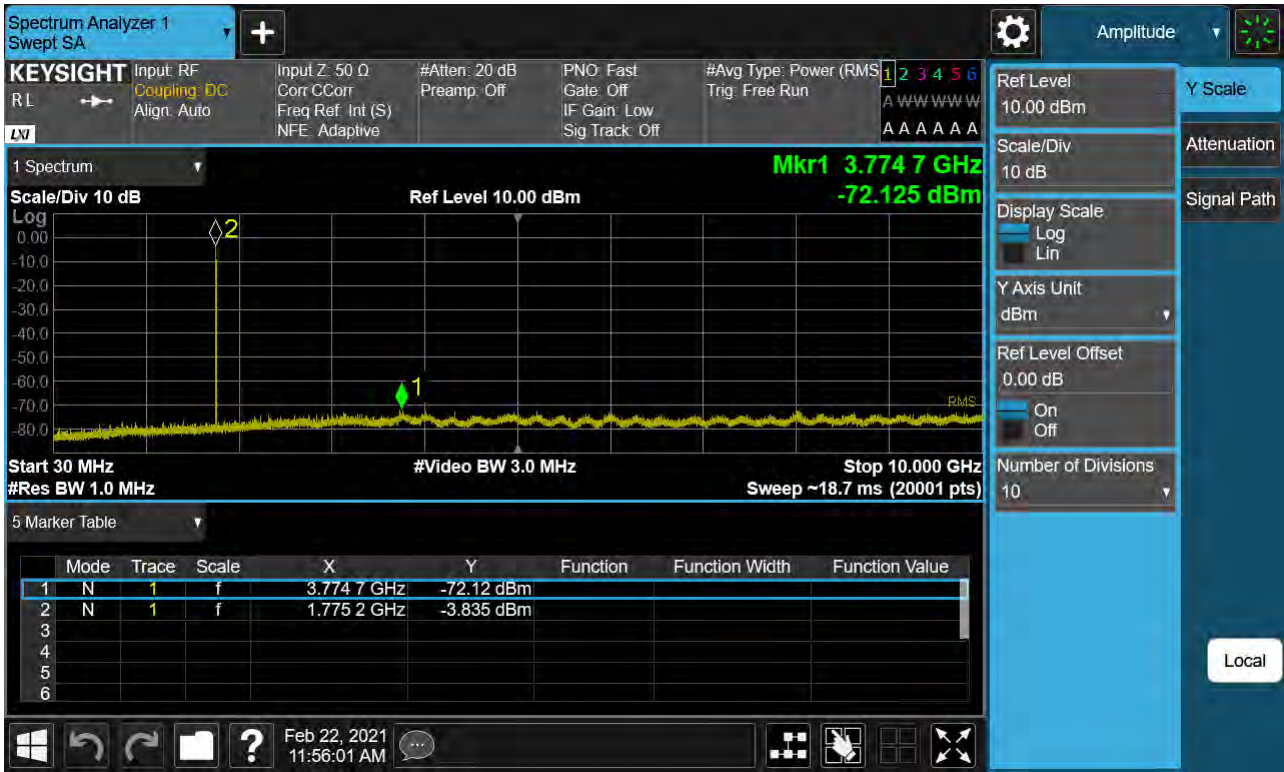 Spectrum Analyzer 1
Swept SA
+
Amplitude
KEYSIGHT
RL
LXI
Input: RF
Coupling: DC
Align: Auto
Input Z: 50 Ω
Corr CCorr
Freq Ref: Int (S)
NFE: Adaptive
#Atten: 20 dB
Preamp: Off
PNO: Fast
Gate: Off
IF Gain: Low
Sig Track: Off
#Avg Type: Power (RMS
Trig: Free Run
1 2 3 4 5 6
A W W W W W
A A A A A A
1 Spectrum
Mkr1 3.774 7 GHz
-72.125 dBm
Scale/Div 10 dB
Ref Level 10.00 dBm
Log
0.00
-10.0
-20.0
-30.0
-40.0
-50.0
-60.0
-70.0
-80.0
2
1
RMS
Start 30 MHz
#Video BW 3.0 MHz
Stop 10.000 GHz
#Res BW 1.0 MHz
Sweep ~18.7 ms (20001 pts)
5 Marker Table
Mode Trace Scale X Y Function Function Width Function Value
1 N 1 f 3.774 7 GHz -72.12 dBm
2 N 1 f 1.775 2 GHz -3.835 dBm
3
4
5
6
Ref Level
10.00 dBm
Scale/Div
10 dB
Display Scale
Log
Lin
Y Axis Unit
dBm
Ref Level Offset
0.00 dB
On
Off
Number of Divisions
10
Y Scale
Attenuation
Signal Path
Local
?
Feb 22, 2021
11:56:01 AM